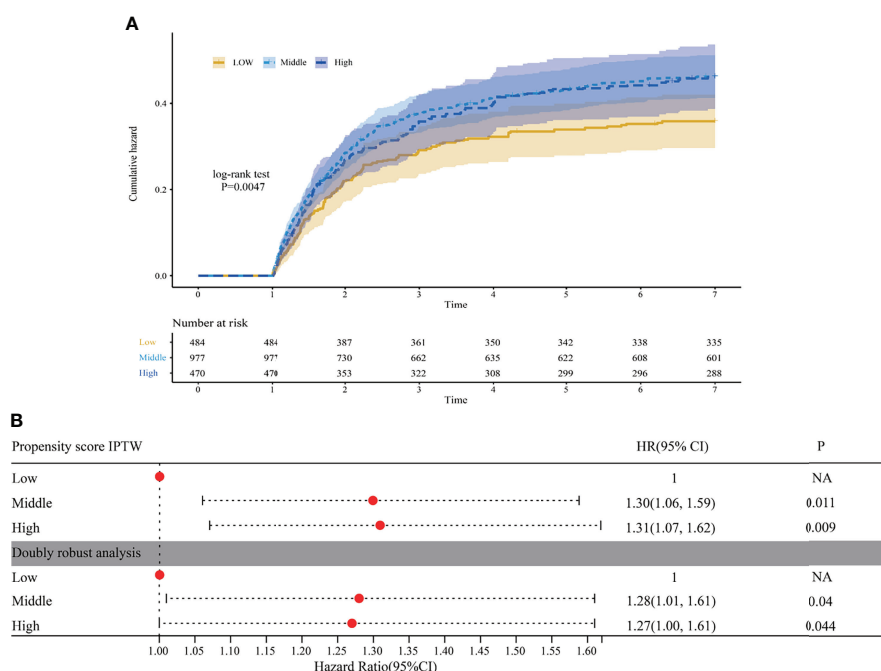 A
LOW Middle High
0.4
0.2
0.0
Cumulative hazard
log-rank test
P=0.0047
0 1 2 3 4 5 6 7
Time
Number at risk
Low 484 484 387 361 350 342 338 335
Middle 977 977 730 662 635 622 608 601
High 470 470 353 322 308 299 296 288
0 1 2 3 4 5 6 7
Time
B
Propensity score IPTW HR(95% CI) P
Low 1 NA
Middle 1.30(1.06, 1.59) 0.011
High 1.31(1.07, 1.62) 0.009
Doubly robust analysis
Low 1 NA
Middle 1.28(1.01, 1.61) 0.04
High 1.27(1.00, 1.61) 0.044
1.00 1.05 1.10 1.15 1.20 1.25 1.30 1.35 1.40 1.45 1.50 1.55 1.60
Hazard Ratio(95%CI)